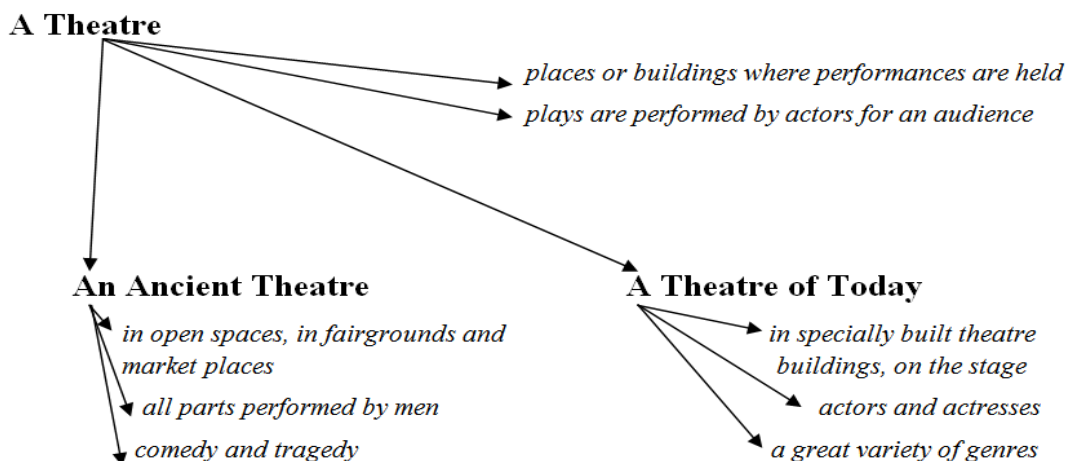 A Theatre
places or buildings where performances are held
plays are performed by actors for an audience
An Ancient Theatre
in open spaces, in fairgrounds and
market places
all parts performed by men
comedy and tragedy
A Theatre of Today
in specially built theatre
buildings, on the stage
actors and actresses
a great variety of genres